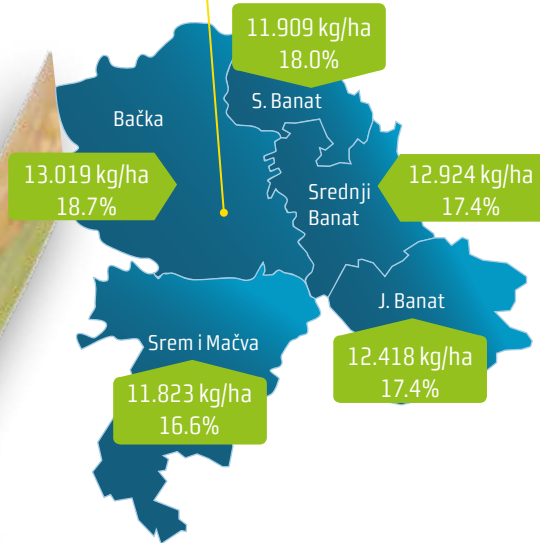 11.909 kg/ha
18.0%
S. Banat
Bačka
13.019 kg/ha
18.7%
Srednji
Banat
12.924 kg/ha
17.4%
J. Banat
12.418 kg/ha
17.4%
Srem i Mačva
11.823 kg/ha
16.6%